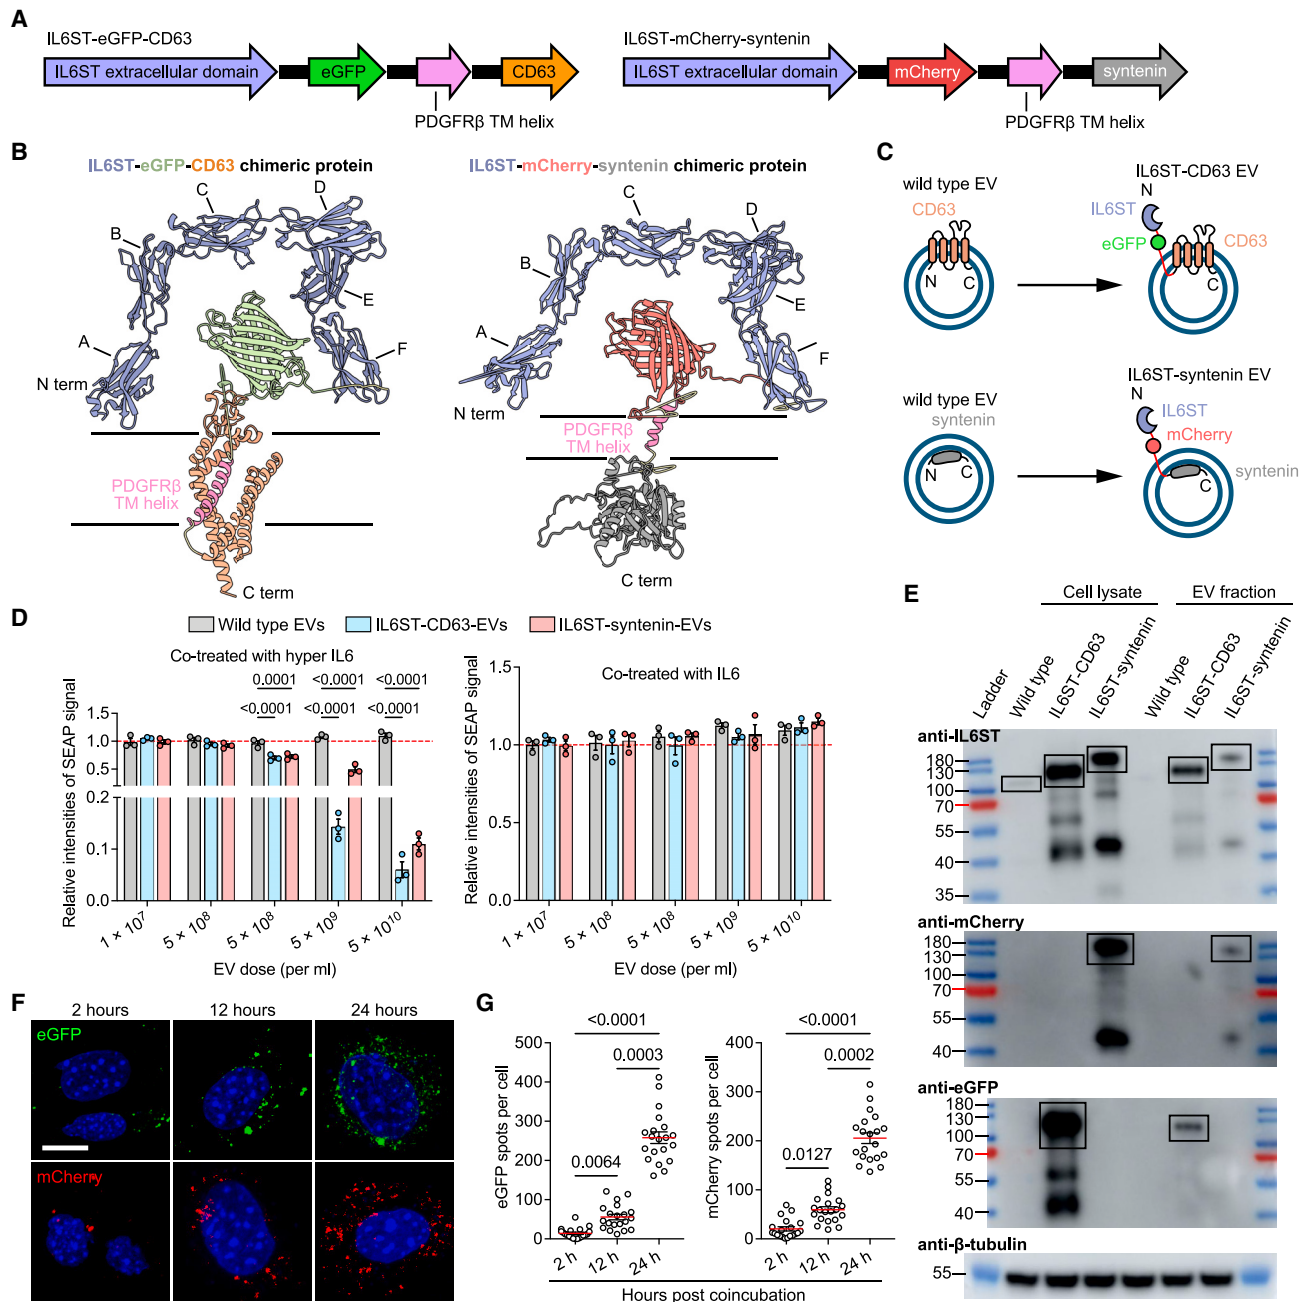 A
IL6ST-eGFP-CD63
IL6ST extracellular domain
eGFP
CD63
PDGFRβ TM helix
IL6ST-mCherry-syntenin
IL6ST extracellular domain
mCherry
syntenin
PDGFRβ TM helix
B
IL6ST-eGFP-CD63 chimeric protein
A
B
C
D
E
F
N term
PDGFRβ
TM helix
C term
IL6ST-mCherry-syntenin chimeric protein
A
B
C
D
E
F
N term
PDGFRβ
TM helix
C term
C
wild type EV
CD63
N
C
IL6ST-CD63 EV
N
IL6ST
eGFP
CD63
C
wild type EV
syntenin
N
C
IL6ST-syntenin EV
N
IL6ST
mCherry
syntenin
C
D
Wild type EVs
IL6ST-CD63-EVs
IL6ST-syntenin-EVs
Co-treated with hyper IL6
0.0001 <0.0001 <0.0001
<0.0001 <0.0001 <0.0001
Relative intensities of SEAP signal
1.5
1.0
0.5
0.2
0.1
0.0
1 × 10⁷
5 × 10⁸
5 × 10⁸
5 × 10⁹
5 × 10¹⁰
EV dose (per ml)
Co-treated with IL6
Relative intensities of SEAP signal
1.5
1.0
0.5
0.0
1 × 10⁷
5 × 10⁸
5 × 10⁸
5 × 10⁹
5 × 10¹⁰
EV dose (per ml)
E
Cell lysate
EV fraction
Ladder
Wild type
IL6ST-CD63
IL6ST-syntenin
Wild type
IL6ST-CD63
IL6ST-syntenin
anti-IL6ST
180
130
100
70
55
40
35
anti-mCherry
180
130
100
70
55
40
anti-eGFP
180
130
100
70
55
40
anti-β-tubulin
55
F
2 hours
12 hours
24 hours
eGFP
mCherry
G
<0.0001
0.0003
0.0064
eGFP spots per cell
500
400
300
200
100
0
2 h
12 h
24 h
<0.0001
0.0002
0.0127
mCherry spots per cell
400
300
200
100
0
2 h
12 h
24 h
Hours post coincubation